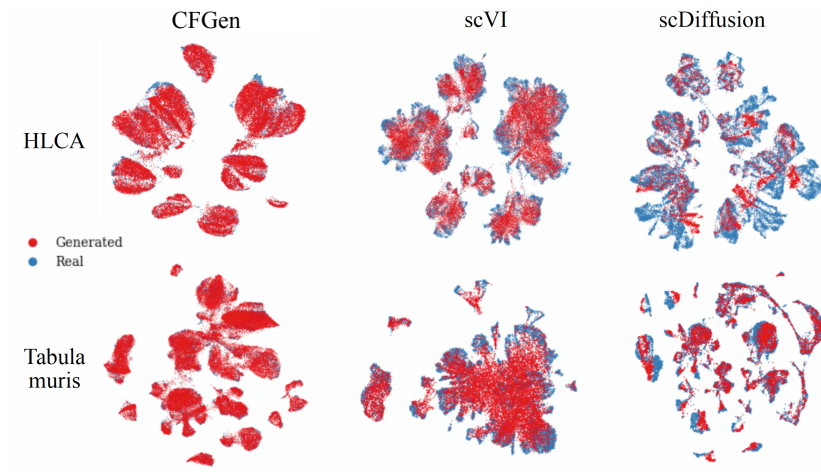 CFGen
scVI
scDiffusion
HLCA
Generated
Real
Tabula
muris